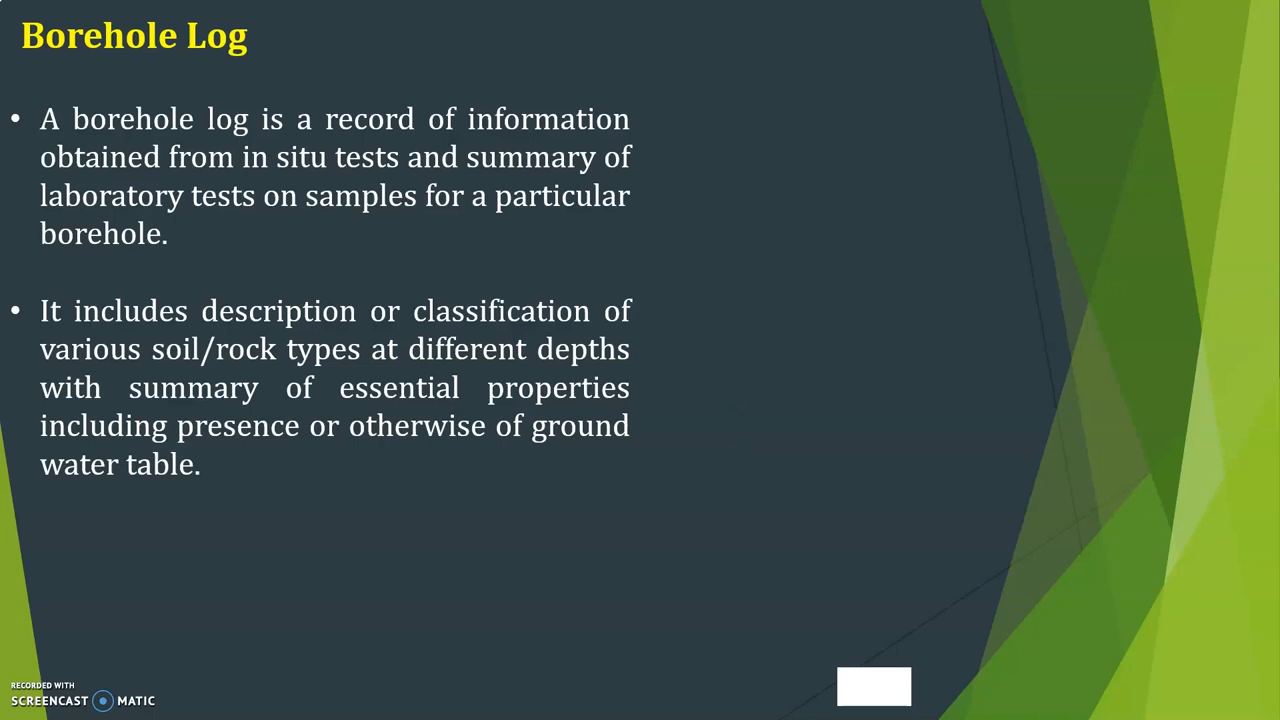 Borehole Log
• A borehole log is a record of information
obtained from in situ tests and summary of
laboratory tests on samples for a particular
borehole.
• It includes description or classification of
various soil/rock types at different depths
with summary of essential properties
including presence or otherwise of ground
water table.
RECORDED WITH
SCREENCAST MATIC